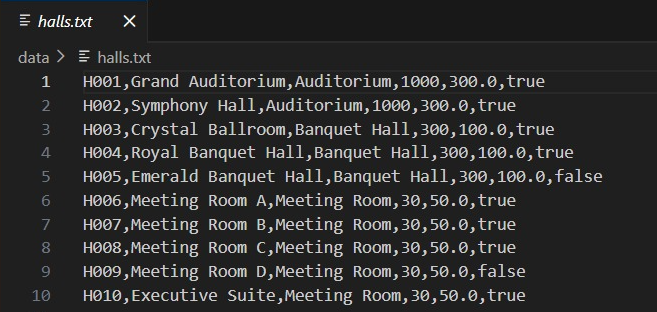 halls.txt
data > halls.txt
1 H001,Grand Auditorium,Auditorium,1000,300.0,true
2 H002,Symphony Hall,Auditorium,1000,300.0,true
3 H003,Crystal Ballroom,Banquet Hall,300,100.0,true
4 H004,Royal Banquet Hall,Banquet Hall,300,100.0,true
5 H005,Emerald Banquet Hall,Banquet Hall,300,100.0,false
6 H006,Meeting Room A,Meeting Room,30,50.0,true
7 H007,Meeting Room B,Meeting Room,30,50.0,true
8 H008,Meeting Room C,Meeting Room,30,50.0,true
9 H009,Meeting Room D,Meeting Room,30,50.0,false
10 H010,Executive Suite,Meeting Room,30,50.0,true